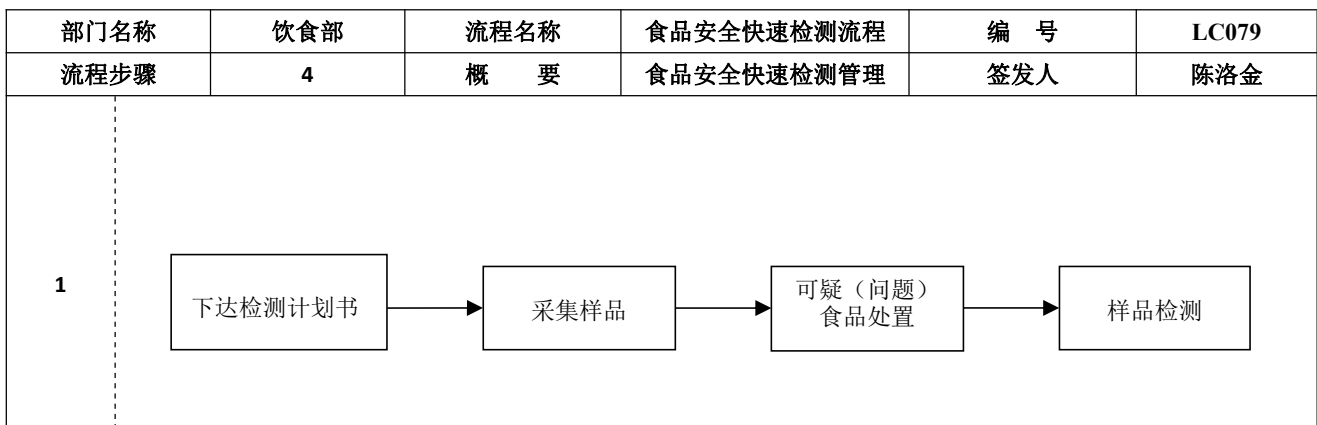 部门名称 饮食部 流程名称 食品安全快速检测流程 编 号 LC079
流程步骤 4 概 要 食品安全快速检测管理 签发人 陈洛金
1
下达检测计划书
采集样品
可疑（问题）
食品处置
样品检测